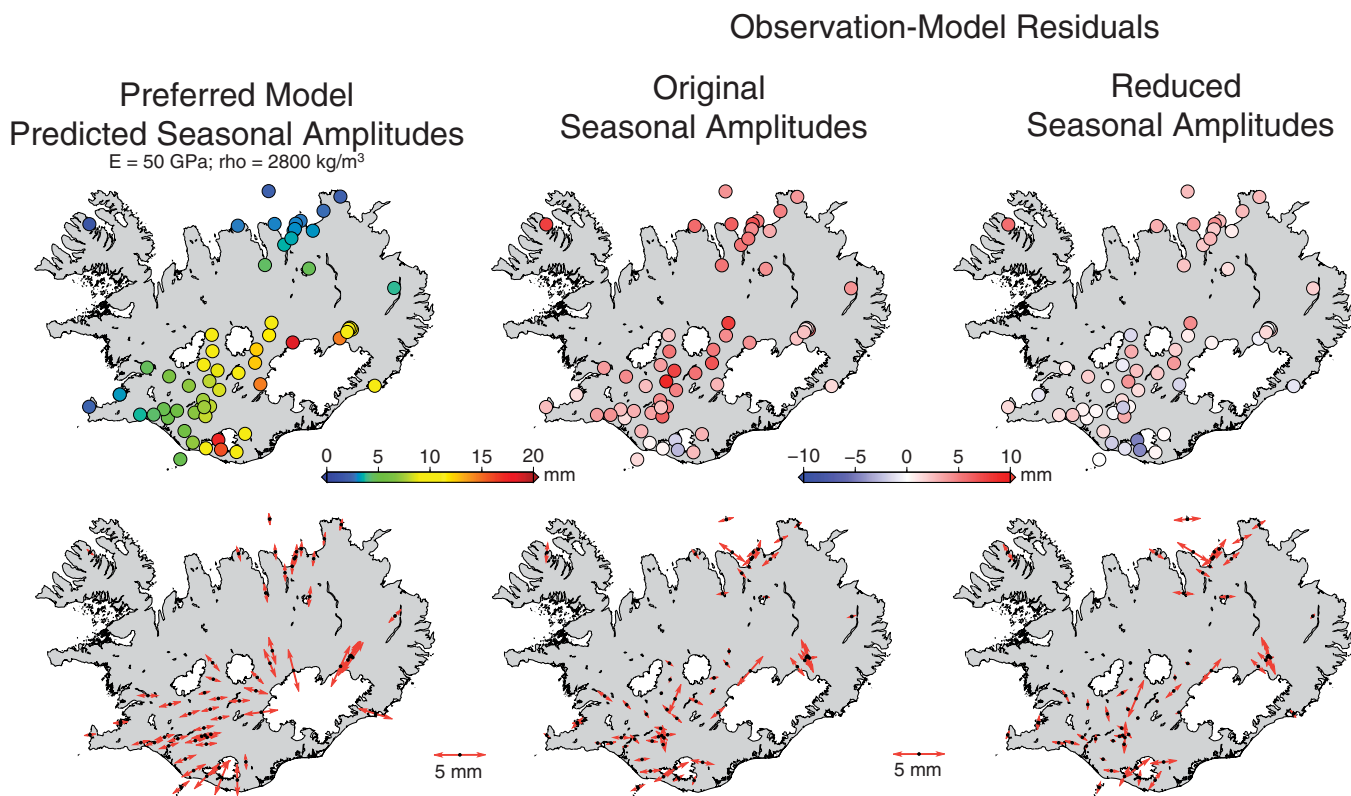 Observation-Model Residuals
Preferred Model
Predicted Seasonal Amplitudes
E = 50 GPa; rho = 2800 kg/m³
Original
Seasonal Amplitudes
Reduced
Seasonal Amplitudes
0 5 10 15 20
mm
−10 −5 0 5 10
mm
5 mm
5 mm